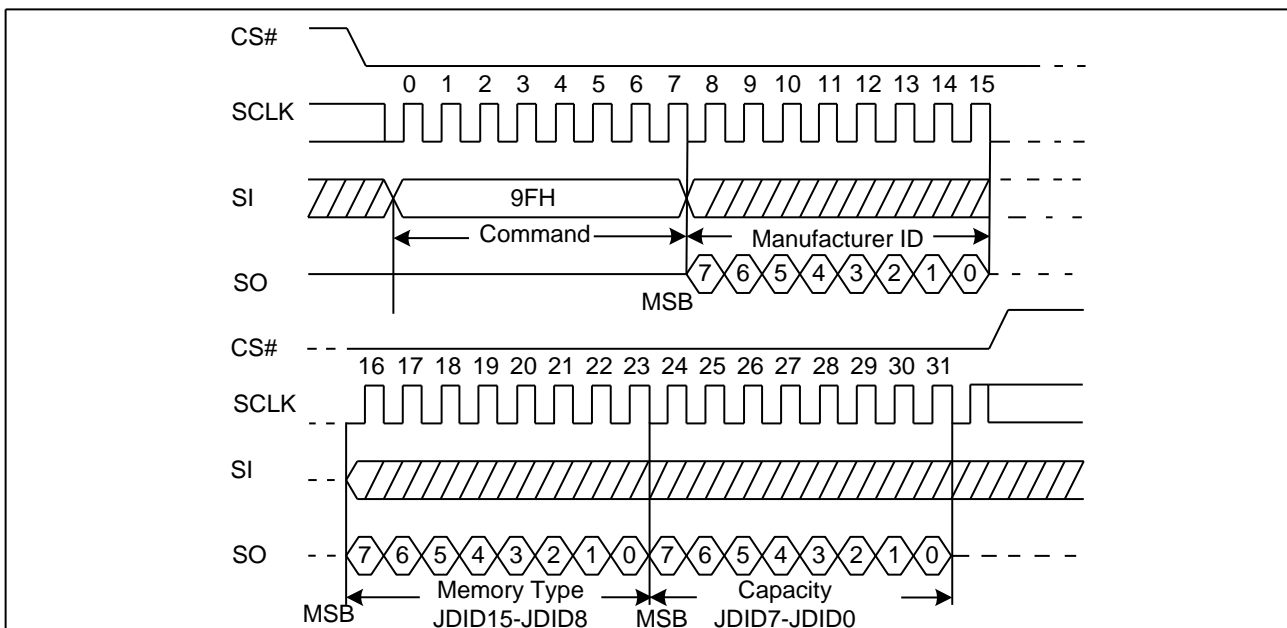 CS#
0 1 2 3 4 5 6 7 8 9 10 11 12 13 14 15
SCLK
SI 9FH
Command Manufacturer ID
SO 7 6 5 4 3 2 1 0
MSB
CS#
16 17 18 19 20 21 22 23 24 25 26 27 28 29 30 31
SCLK
SI
SO 7 6 5 4 3 2 1 0 7 6 5 4 3 2 1 0
Memory Type Capacity
MSB JDID15-JDID8 MSB JDID7-JDID0